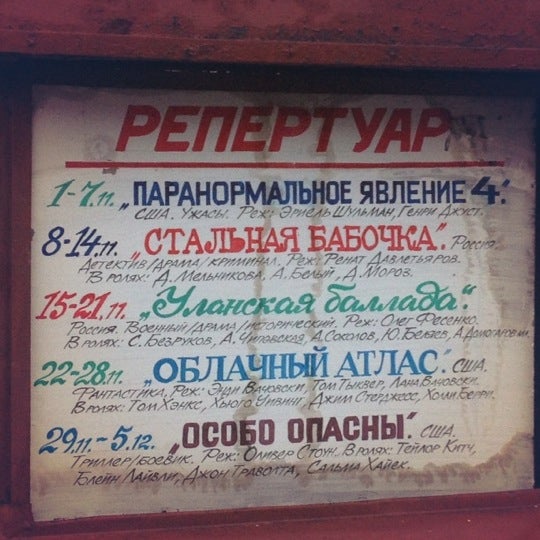 РЕПЕРТУАР
1-7.11. „ПАРАНОРМАЛЬНОЕ ЯВЛЕНИЕ 4".
США. Ужасы. Реж: Эриель Шульман, Генри Джуст.
8-14.11. „СТАЛЬНАЯ БАБОЧКА". Россия.
Детектив/драма/криминал. Реж: Ренат Давлетьяров.
В ролях: Д. Мельникова, А. Белый, Д. Мороз.
15-21.11. „Уланская баллада".
Россия. Военный/драма/исторический. Реж: Олег Фесенко.
В ролях: С. Безруков, А. Чиповская, А. Соколов, Ю. Беляев, А. Домогаров мл.
22-28.11. „ОБЛАЧНЫЙ АТЛАС". США.
Фантастика, Реж: Энди Вачовски, Том Тыквер, Лана Вачовски.
В ролях: Том Хэнкс, Хьюго Уивинг, Джим Стерджесс, Холли Берри.
29.11.-5.12. „ОСОБО ОПАСНЫ". США.
Триллер/боевик. Реж: Оливер Стоун. В ролях: Тейлор Китч,
Блейк Лайвли, Джон Траволта, Сальма Хайек.